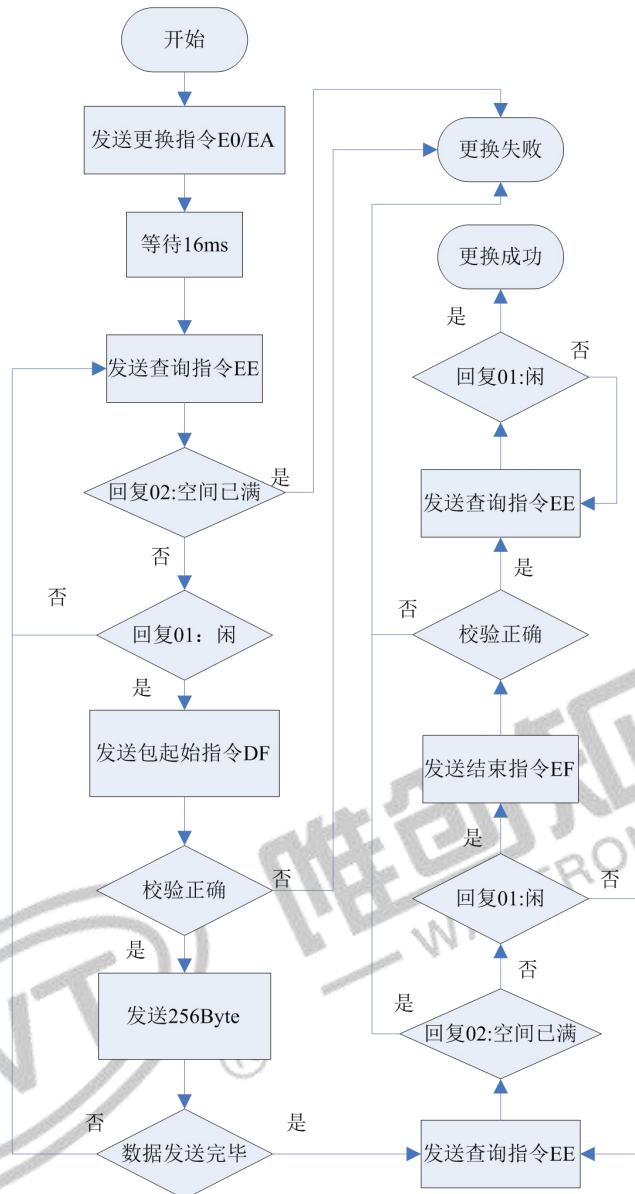 开始
发送更换指令E0/EA
等待16ms
发送查询指令EE
回复02:空间已满
是
否
回复01：闲
否
是
发送包起始指令DF
校验正确
否
是
发送256Byte
数据发送完毕
否
是
更换失败
更换成功
是
回复01:闲
否
发送查询指令EE
是
校验正确
否
发送结束指令EF
是
回复01:闲
否
否
回复02:空间已满
是
发送查询指令EE
唯创知
VT
®